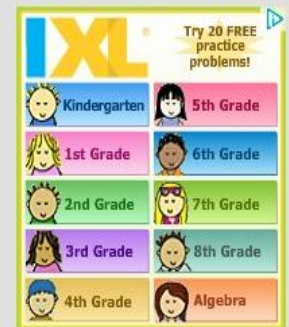 IXL®
Try 20 FREE
practice
problems!
Kindergarten
5th Grade
1st Grade
6th Grade
2nd Grade
7th Grade
3rd Grade
8th Grade
4th Grade
Algebra